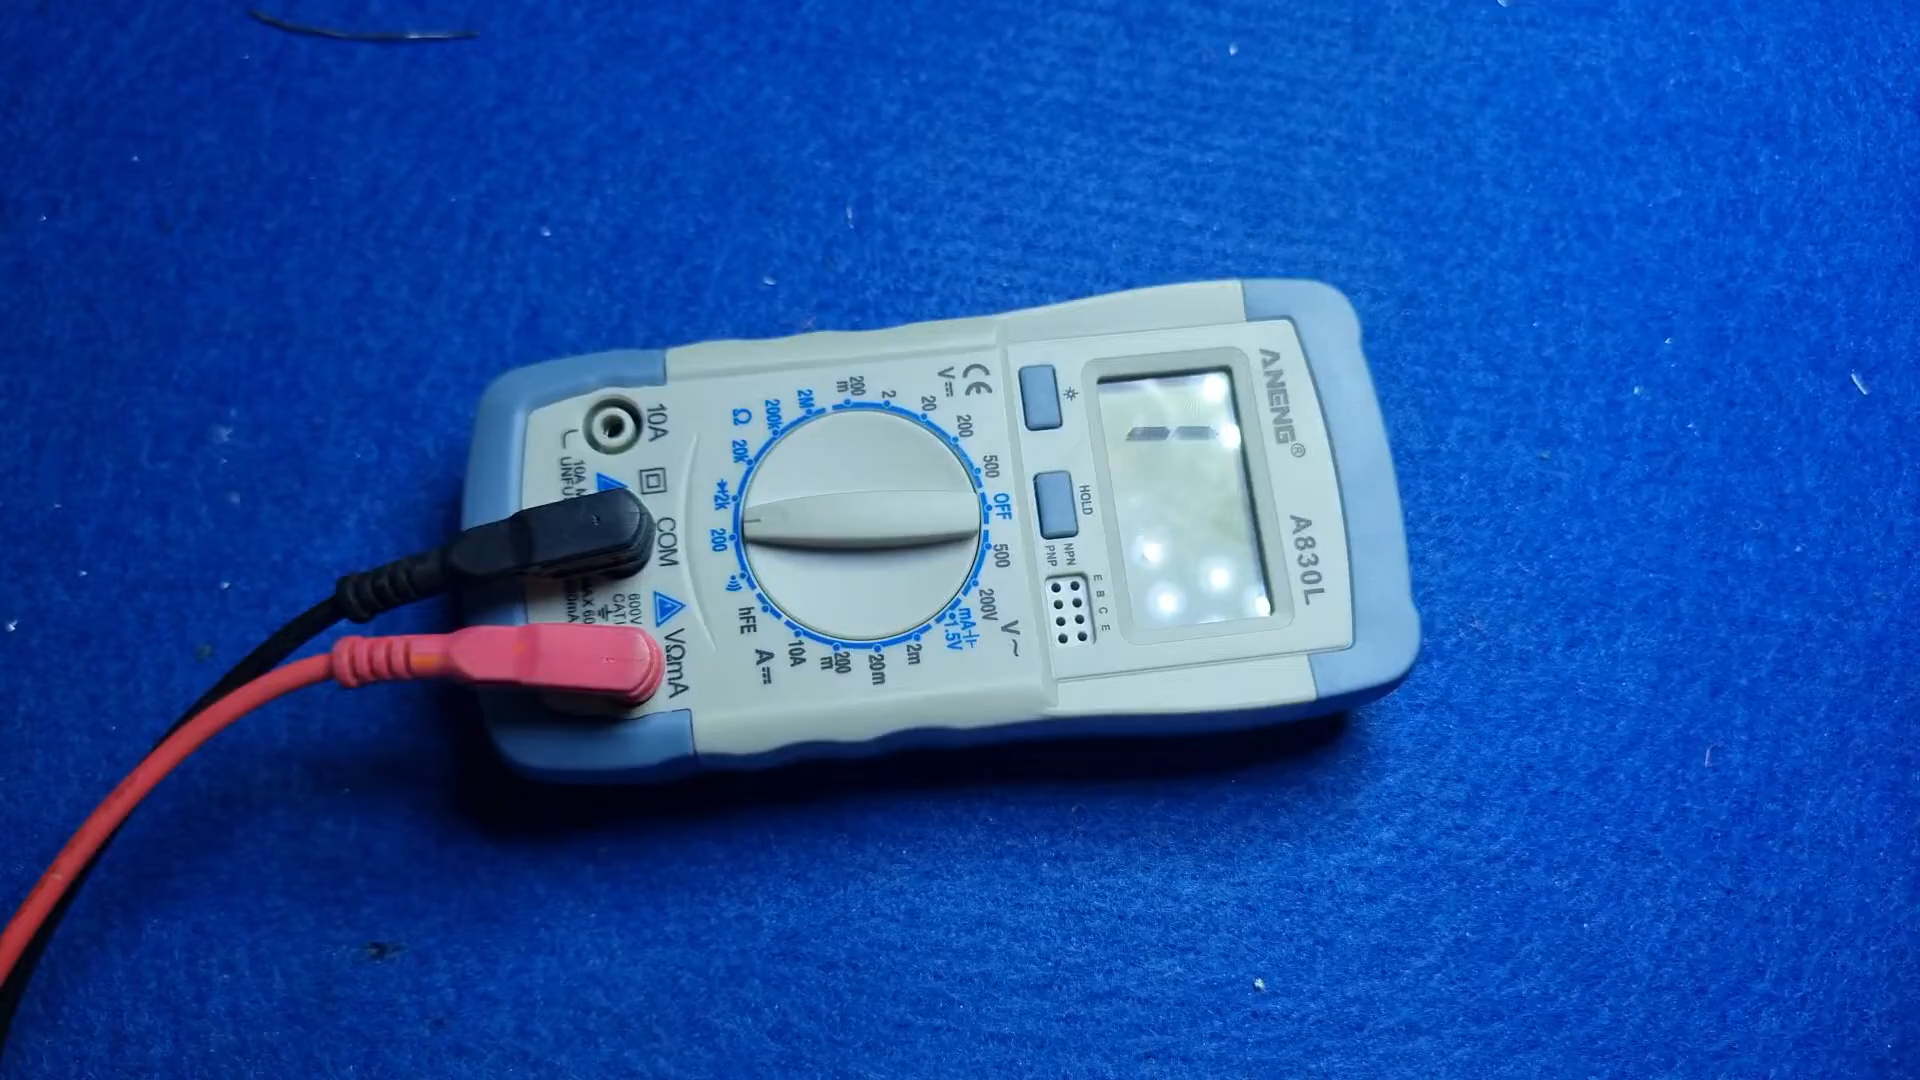 ANENG®
A830L
1
HOLD
NPN
PNP
E B C E
CE
V⎓
V~
OFF
500
200
20
2
200
m
2M
200k
20k
2k
200
Ω
hFE
A⎓
10A
200
m
20m
2m
mA
1.5V
200V
500
10A
COM
VΩmA
600V